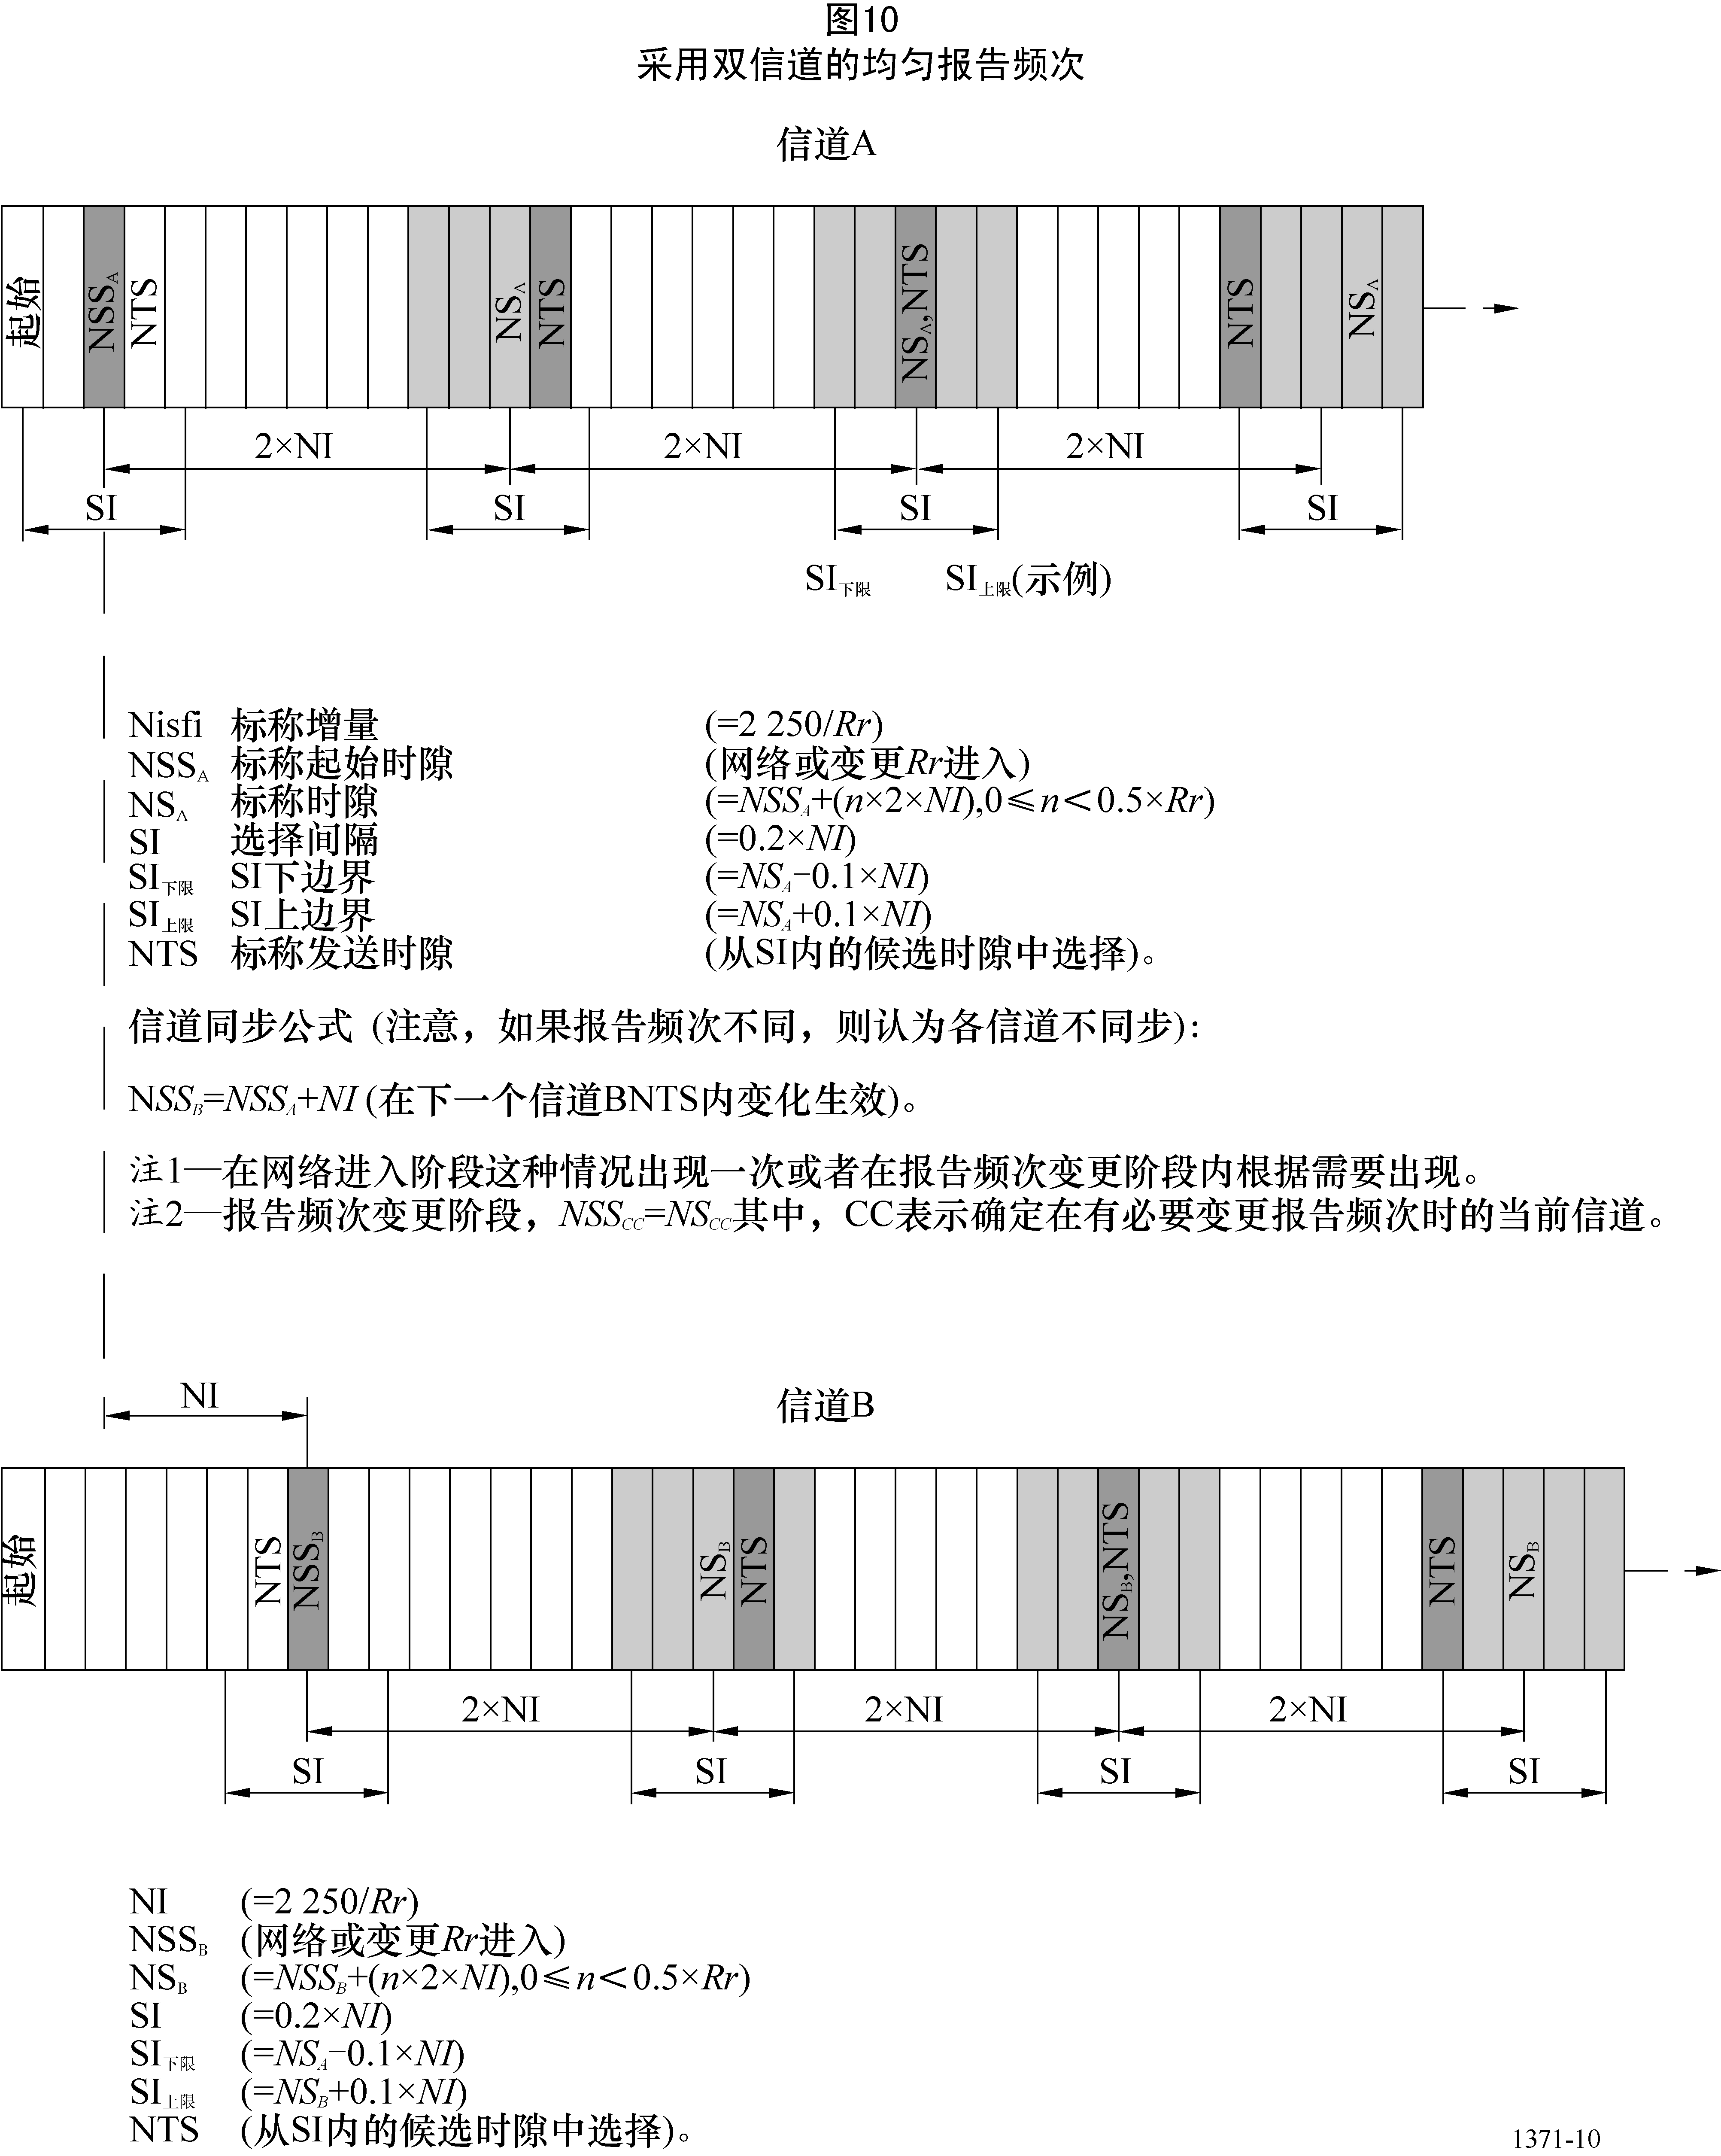 图10
采用双信道的均匀报告频次
信道A
起始
NSSA
NTS
NSA
NTS
NSA,NTS
NTS
NSA
2×NI
2×NI
2×NI
SI
SI
SI
SI
SI下限
SI上限(示例)
Nisfi 标称增量 (=2 250/Rr)
NSSA 标称起始时隙 (网络或变更Rr进入)
NSA 标称时隙 (=NSSA+(n×2×NI),0≤n<0.5×Rr)
SI 选择间隔 (=0.2×NI)
SI下限 SI下边界 (=NSA-0.1×NI)
SI上限 SI上边界 (=NSA+0.1×NI)
NTS 标称发送时隙 (从SI内的候选时隙中选择)。
信道同步公式 (注意，如果报告频次不同，则认为各信道不同步)：
NSSB=NSSA+NI (在下一个信道BNTS内变化生效)。
注1—在网络进入阶段这种情况出现一次或者在报告频次变更阶段内根据需要出现。
注2—报告频次变更阶段，NSSCC=NSCC其中，CC表示确定在有必要变更报告频次时的当前信道。
NI
信道B
起始
NTS
NSSB
NSB
NTS
NSB,NTS
NTS
NSB
2×NI
2×NI
2×NI
SI
SI
SI
SI
NI (=2 250/Rr)
NSSB (网络或变更Rr进入)
NSB (=NSSB+(n×2×NI),0≤n<0.5×Rr)
SI (=0.2×NI)
SI下限 (=NSA-0.1×NI)
SI上限 (=NSB+0.1×NI)
NTS (从SI内的候选时隙中选择)。
1371-10